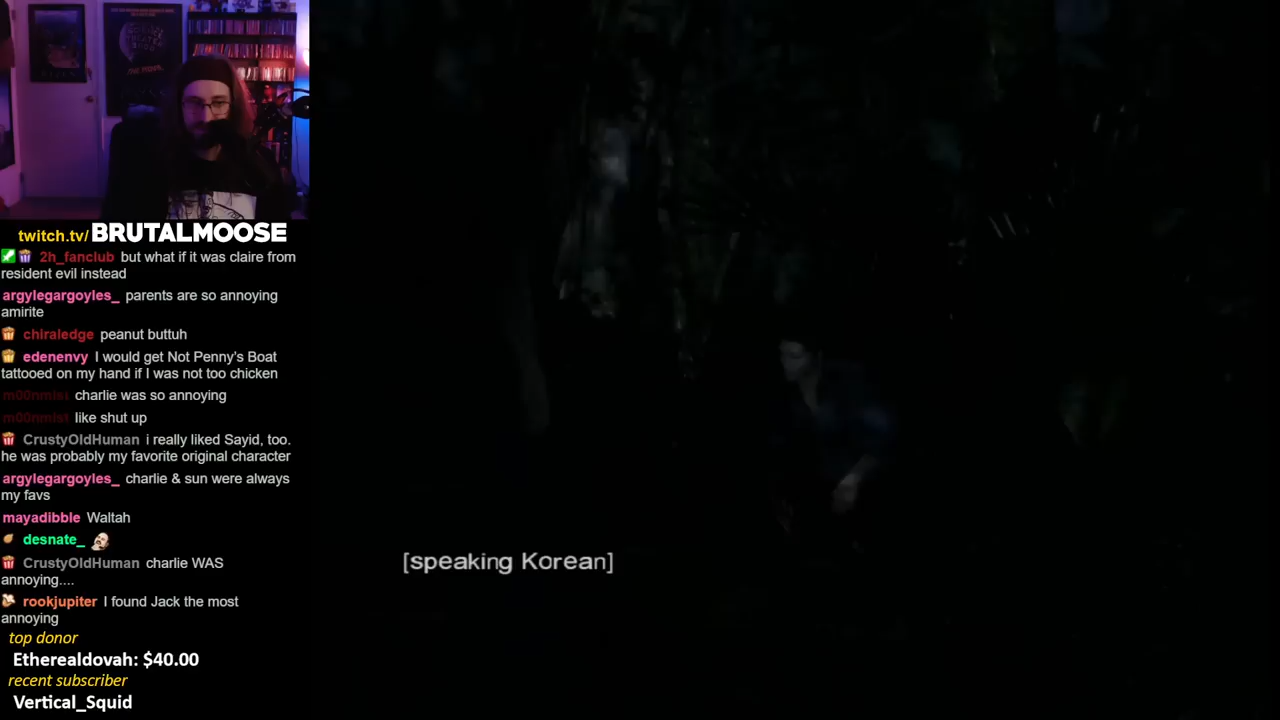 twitch.tv/BRUTALMOOSE
2h_fanclub but what if it was claire from
resident evil instead
argylegargoyles_ parents are so annoying
amirite
chiraledge peanut buttuh
edenenvy I would get Not Penny's Boat
tattooed on my hand if I was not too chicken
m00nmist charlie was so annoying
m00nmist like shut up
CrustyOldHuman i really liked Sayid, too.
he was probably my favorite original character
argylegargoyles_ charlie & sun were always
my favs
mayadibble Waltah
desnate_
CrustyOldHuman charlie WAS
annoying....
rookjupiter I found Jack the most
annoying
top donor
Etherealdovah: $40.00
recent subscriber
Vertical_Squid
[speaking Korean]